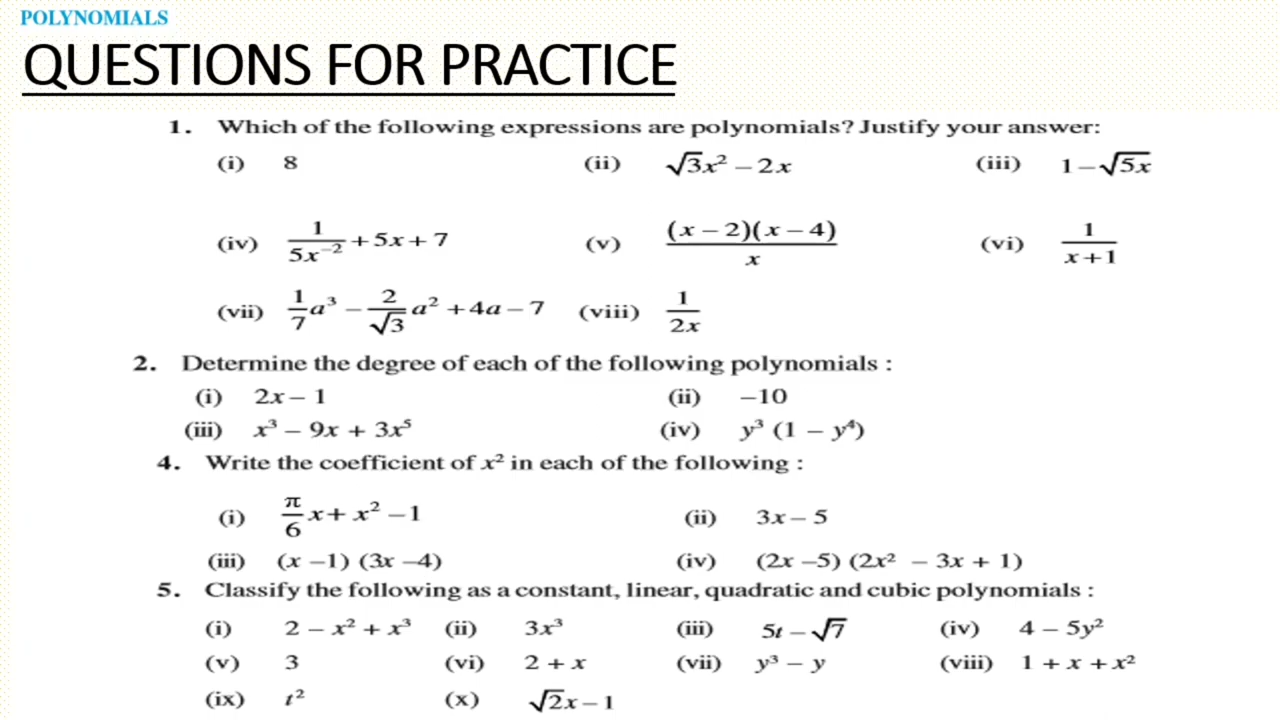 POLYNOMIALS
QUESTIONS FOR PRACTICE
1. Which of the following expressions are polynomials? Justify your answer:
(i) 8 (ii) √3x² – 2x (iii) 1 – √5x
(iv) 1/5x⁻² + 5x + 7 (v) (x – 2)(x – 4)/x (vi) 1/x + 1
(vii) 1/7 a³ – 2/√3 a² + 4a – 7 (viii) 1/2x
2. Determine the degree of each of the following polynomials :
(i) 2x – 1 (ii) –10
(iii) x³ – 9x + 3x⁵ (iv) y³ (1 – y⁴)
4. Write the coefficient of x² in each of the following :
(i) π/6 x + x² – 1 (ii) 3x – 5
(iii) (x –1) (3x –4) (iv) (2x –5) (2x² – 3x + 1)
5. Classify the following as a constant, linear, quadratic and cubic polynomials :
(i) 2 – x² + x³ (ii) 3x³ (iii) 5t – √7 (iv) 4 – 5y²
(v) 3 (vi) 2 + x (vii) y³ – y (viii) 1 + x + x²
(ix) t² (x) √2x – 1